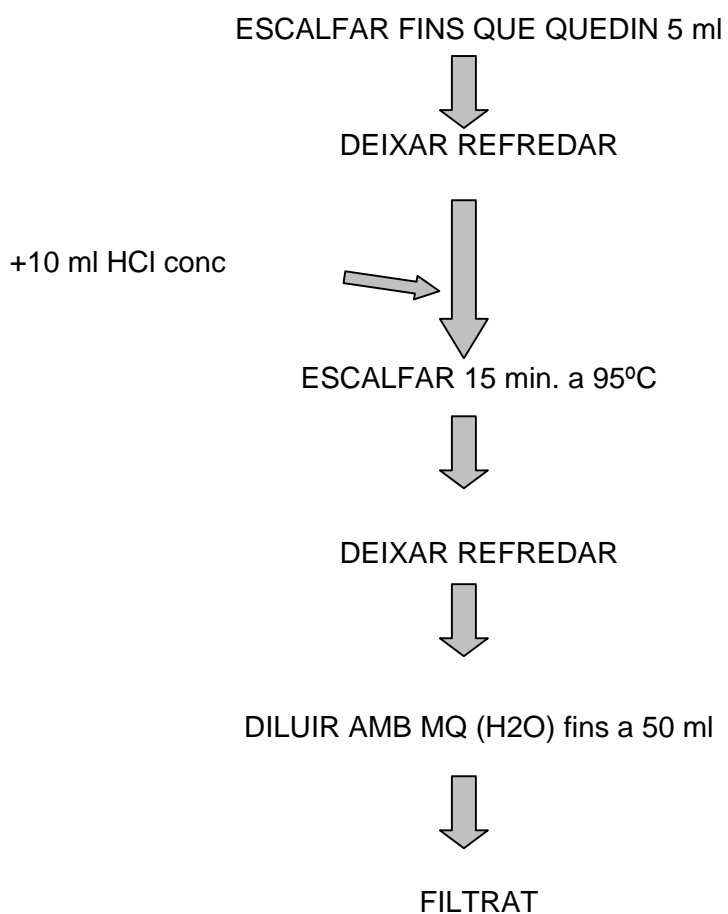 ESCALFAR FINS QUE QUEDIN 5 ml
DEIXAR REFREDAR
+10 ml HCl conc
ESCALFAR 15 min. a 95ºC
DEIXAR REFREDAR
DILUIR AMB MQ (H2O) fins a 50 ml
FILTRAT